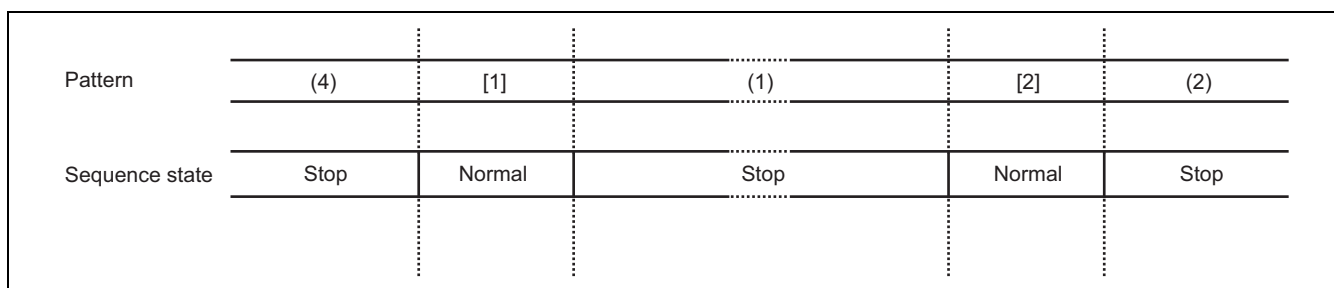 Pattern (4) [1] (1) [2] (2)
Sequence state Stop Normal Stop Normal Stop